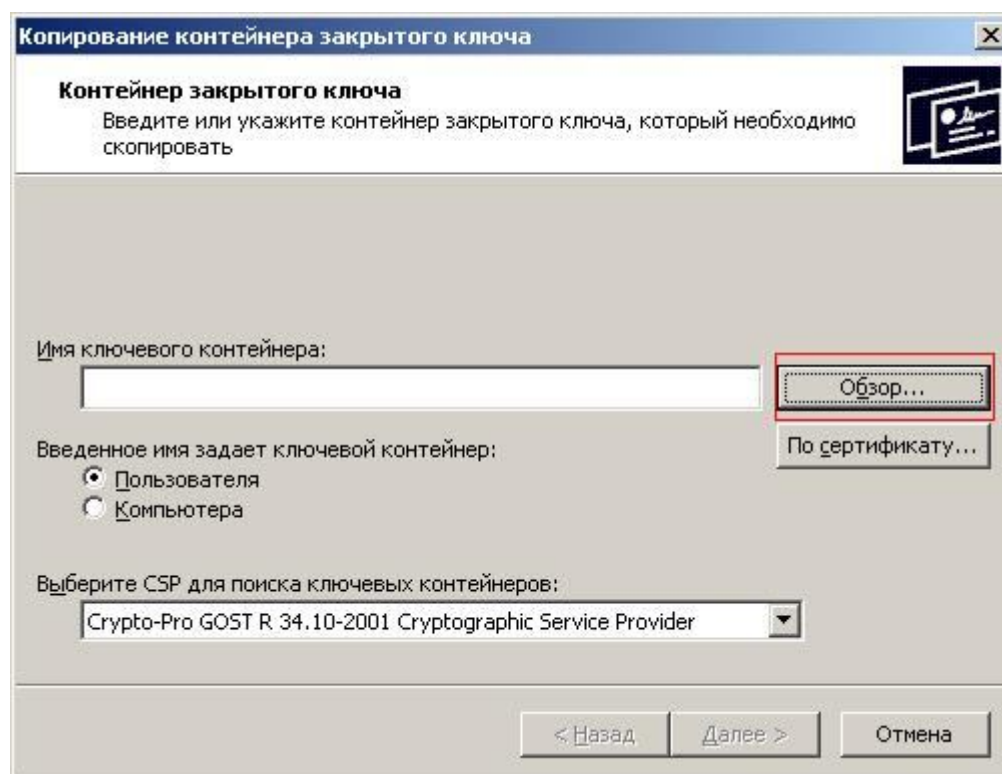 Копирование контейнера закрытого ключа
Контейнер закрытого ключа
Введите или укажите контейнер закрытого ключа, который необходимо
скопировать
Имя ключевого контейнера:
Обзор...
Введенное имя задает ключевой контейнер:
По сертификату...
Пользователя
Компьютера
Выберите CSP для поиска ключевых контейнеров:
Crypto-Pro GOST R 34.10-2001 Cryptographic Service Provider
< Назад
Далее >
Отмена